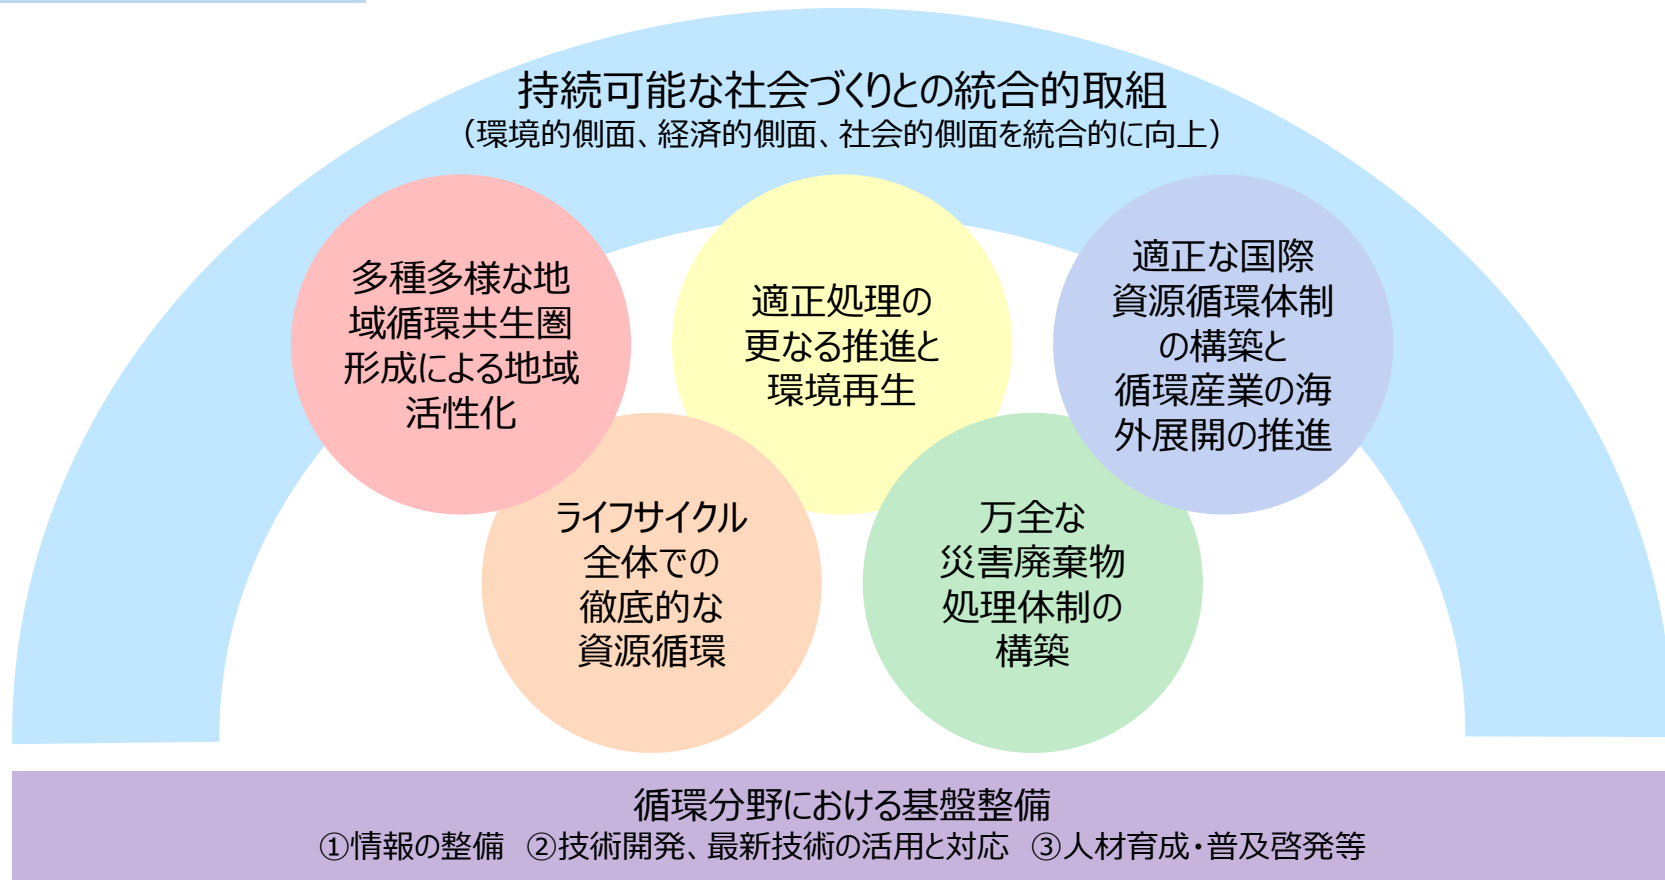 持続可能な社会づくりとの統合的取組
（環境的側面、経済的側面、社会的側面を統合的に向上）
多種多様な地
域循環共生圏
形成による地域
活性化
適正処理の
更なる推進と
環境再生
適正な国際
資源循環体制
の構築と
循環産業の海
外展開の推進
ライフサイクル
全体での
徹底的な
資源循環
万全な
災害廃棄物
処理体制の
構築
循環分野における基盤整備
①情報の整備　②技術開発、最新技術の活用と対応　③人材育成・普及啓発等